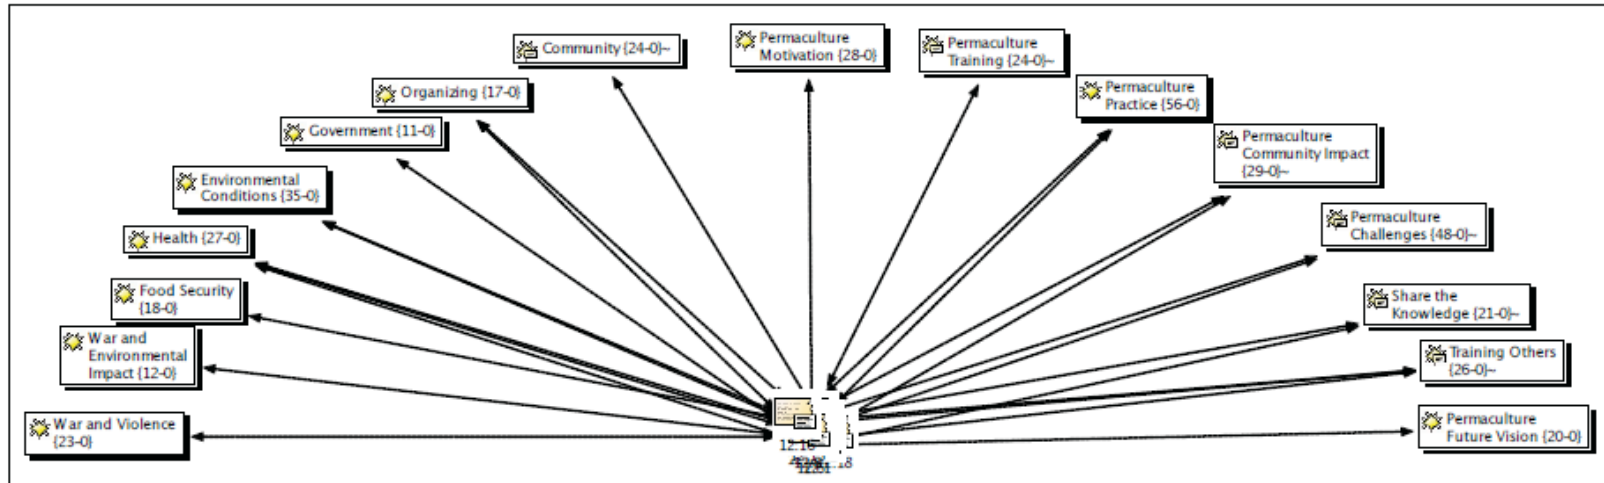 Community {24-0}~
Permaculture
Motivation {28-0}
Permaculture
Training {24-0}~
Organizing {17-0}
Permaculture
Practice {56-0}
Government {11-0}
Permaculture
Community Impact
{29-0}~
Environmental
Conditions {35-0}
Permaculture
Challenges {48-0}~
Health {27-0}
Food Security
{18-0}
Share the
Knowledge {21-0}~
War and
Environmental
Impact {12-0}
Training Others
{26-0}~
War and Violence
{23-0}
Permaculture
Future Vision {20-0}